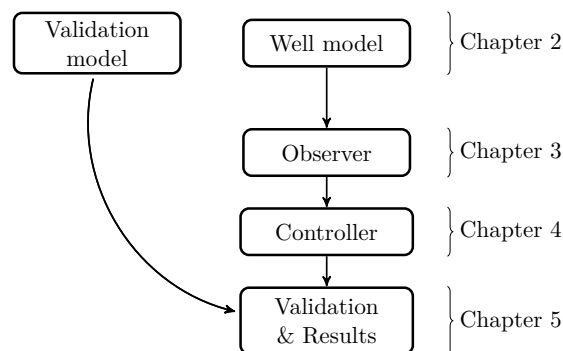 Validation
model
Well model
Chapter 2
Observer
Chapter 3
Controller
Chapter 4
Validation
& Results
Chapter 5